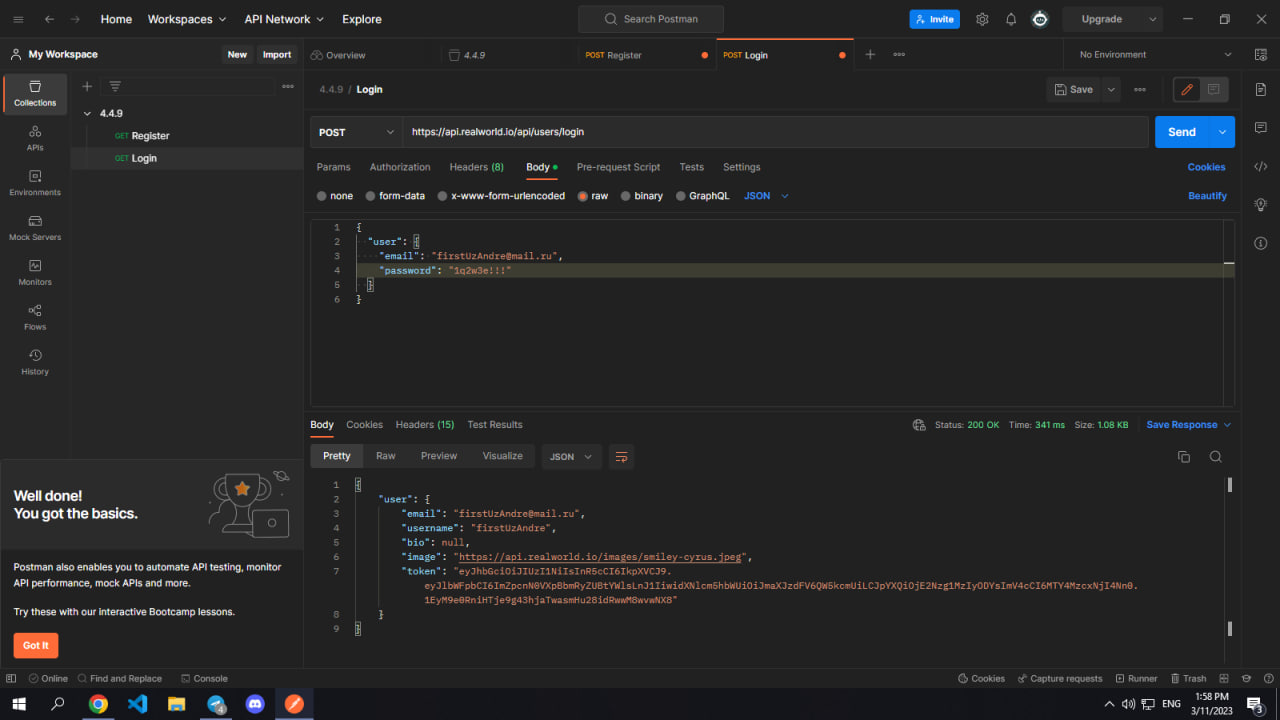 Home Workspaces API Network Explore Search Postman Invite Upgrade
My Workspace New Import Overview 4.4.9 POST Register POST Login No Environment
Collections
APIs
Environments
Mock Servers
Monitors
Flows
History
4.4.9
GET Register
GET Login
4.4.9 / Login Save
POST https://api.realworld.io/api/users/login Send
Params Authorization Headers (8) Body Pre-request Script Tests Settings Cookies
none form-data x-www-form-urlencoded raw binary GraphQL JSON Beautify
1 {
2 "user": {
3 "email": "firstUzAndre@mail.ru",
4 "password": "1q2w3e!!!"
5 }
6 }
Body Cookies Headers (15) Test Results Status: 200 OK Time: 341 ms Size: 1.08 KB Save Response
Pretty Raw Preview Visualize JSON
1 {
2 "user": {
3 "email": "firstUzAndre@mail.ru",
4 "username": "firstUzAndre",
5 "bio": null,
6 "image": "https://api.realworld.io/images/smiley-cyrus.jpeg",
7 "token": "eyJhbGciOiJIUzI1NiIsInR5cCI6IkpXVCJ9.
eyJlbWFpbCI6ImZpcnN0VXpBbmRyZUBtYWlsLnJ1IiwidXNlcm5hbWUiOiJmaXJzdFV6QW5kcmUiLCJpYXQiOjE2Nzg1MzIyODYsImV4cCI6MTY4MzcxNjI4Nn0.
1EyM9e0RniHTje9g43hjaTwasmHu28idRwwM8wvwNX8"
8 }
9 }
Well done!
You got the basics.
Postman also enables you to automate API testing, monitor
API performance, mock APIs and more.
Try these with our interactive Bootcamp lessons.
Got It
Online Find and Replace Console Cookies Capture requests Runner Trash
4 ENG 1:58 PM
3/11/2023 3